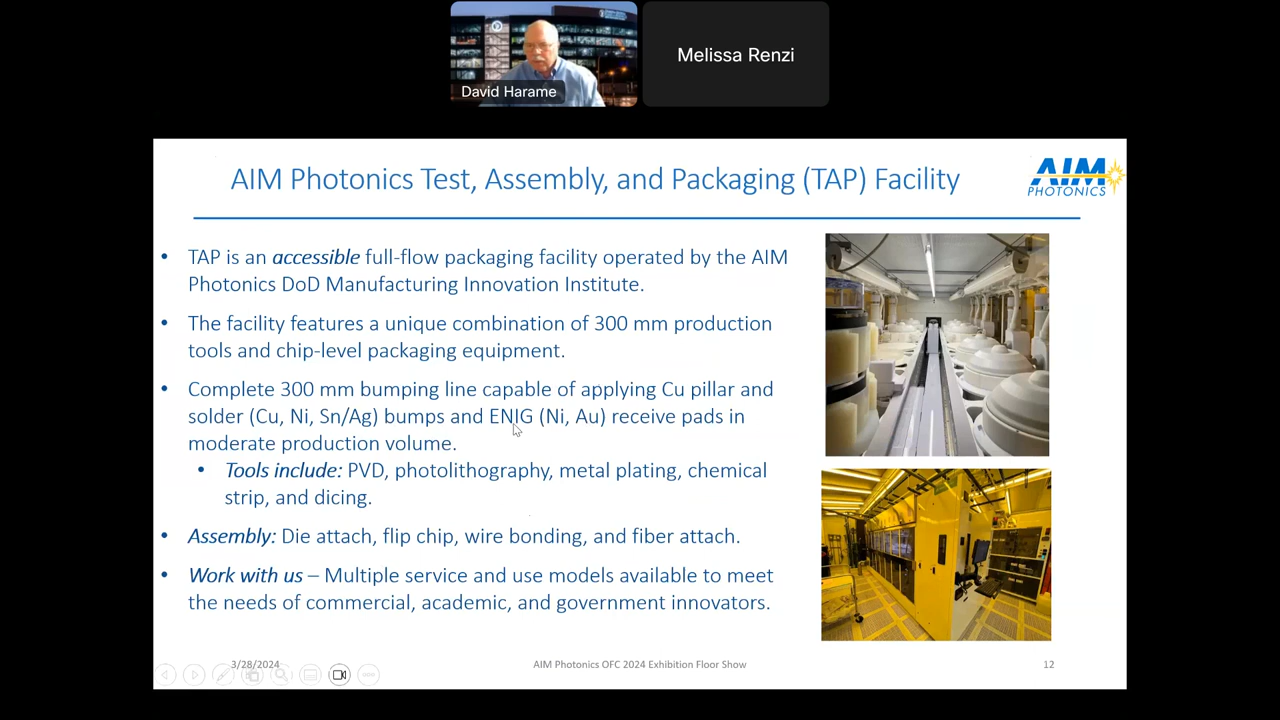 David Harame
Melissa Renzi
AIM Photonics Test, Assembly, and Packaging (TAP) Facility
AIM
PHOTONICS
• TAP is an accessible full-flow packaging facility operated by the AIM
Photonics DoD Manufacturing Innovation Institute.
• The facility features a unique combination of 300 mm production
tools and chip-level packaging equipment.
• Complete 300 mm bumping line capable of applying Cu pillar and
solder (Cu, Ni, Sn/Ag) bumps and ENIG (Ni, Au) receive pads in
moderate production volume.
• Tools include: PVD, photolithography, metal plating, chemical
strip, and dicing.
• Assembly: Die attach, flip chip, wire bonding, and fiber attach.
• Work with us – Multiple service and use models available to meet
the needs of commercial, academic, and government innovators.
3/28/2024
AIM Photonics OFC 2024 Exhibition Floor Show
12